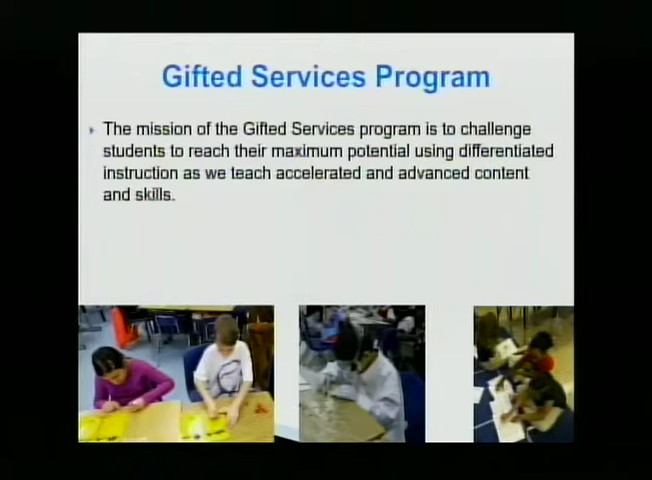 Gifted Services Program
The mission of the Gifted Services program is to challenge
students to reach their maximum potential using differentiated
instruction as we teach accelerated and advanced content
and skills.